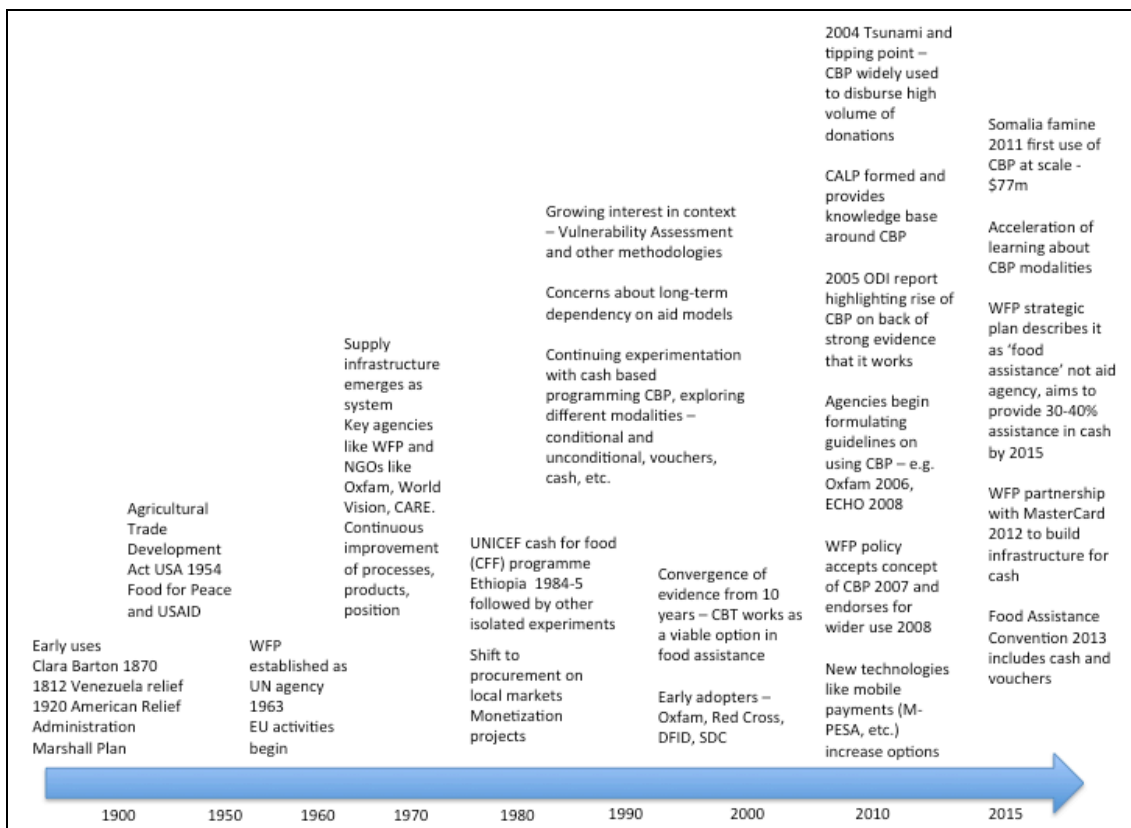 Early uses
Clara Barton 1870
1812 Venezuela relief
1920 American Relief
Administration
Marshall Plan
Agricultural
Trade
Development
Act USA 1954
Food for Peace
and USAID
WFP
established as
UN agency
1963
EU activities
begin
Supply
infrastructure
emerges as
system
Key agencies
like WFP and
NGOs like
Oxfam, World
Vision, CARE.
Continuous
improvement
of processes,
products,
position
UNICEF cash for food
(CFF) programme
Ethiopia 1984-5
followed by other
isolated experiments
Shift to
procurement on
local markets
Monetization
projects
Growing interest in context
– Vulnerability Assessment
and other methodologies
Concerns about long-term
dependency on aid models
Continuing experimentation
with cash based
programming CBP, exploring
different modalities –
conditional and
unconditional, vouchers,
cash, etc.
Convergence of
evidence from 10
years – CBT works as
a viable option in
food assistance
Early adopters –
Oxfam, Red Cross,
DFID, SDC
2004 Tsunami and
tipping point –
CBP widely used
to disburse high
volume of
donations
CALP formed and
provides
knowledge base
around CBP
2005 ODI report
highlighting rise of
CBP on back of
strong evidence
that it works
Agencies begin
formulating
guidelines on
using CBP – e.g.
Oxfam 2006,
ECHO 2008
WFP policy
accepts concept
of CBP 2007 and
endorses for
wider use 2008
New technologies
like mobile
payments (M-
PESA, etc.)
increase options
Somalia famine
2011 first use of
CBP at scale -
$77m
Acceleration of
learning about
CBP modalities
WFP strategic
plan describes it
as ‘food
assistance’ not aid
agency, aims to
provide 30-40%
assistance in cash
by 2015
WFP partnership
with MasterCard
2012 to build
infrastructure for
cash
Food Assistance
Convention 2013
includes cash and
vouchers
1900 1950 1960 1970 1980 1990 2000 2010 2015